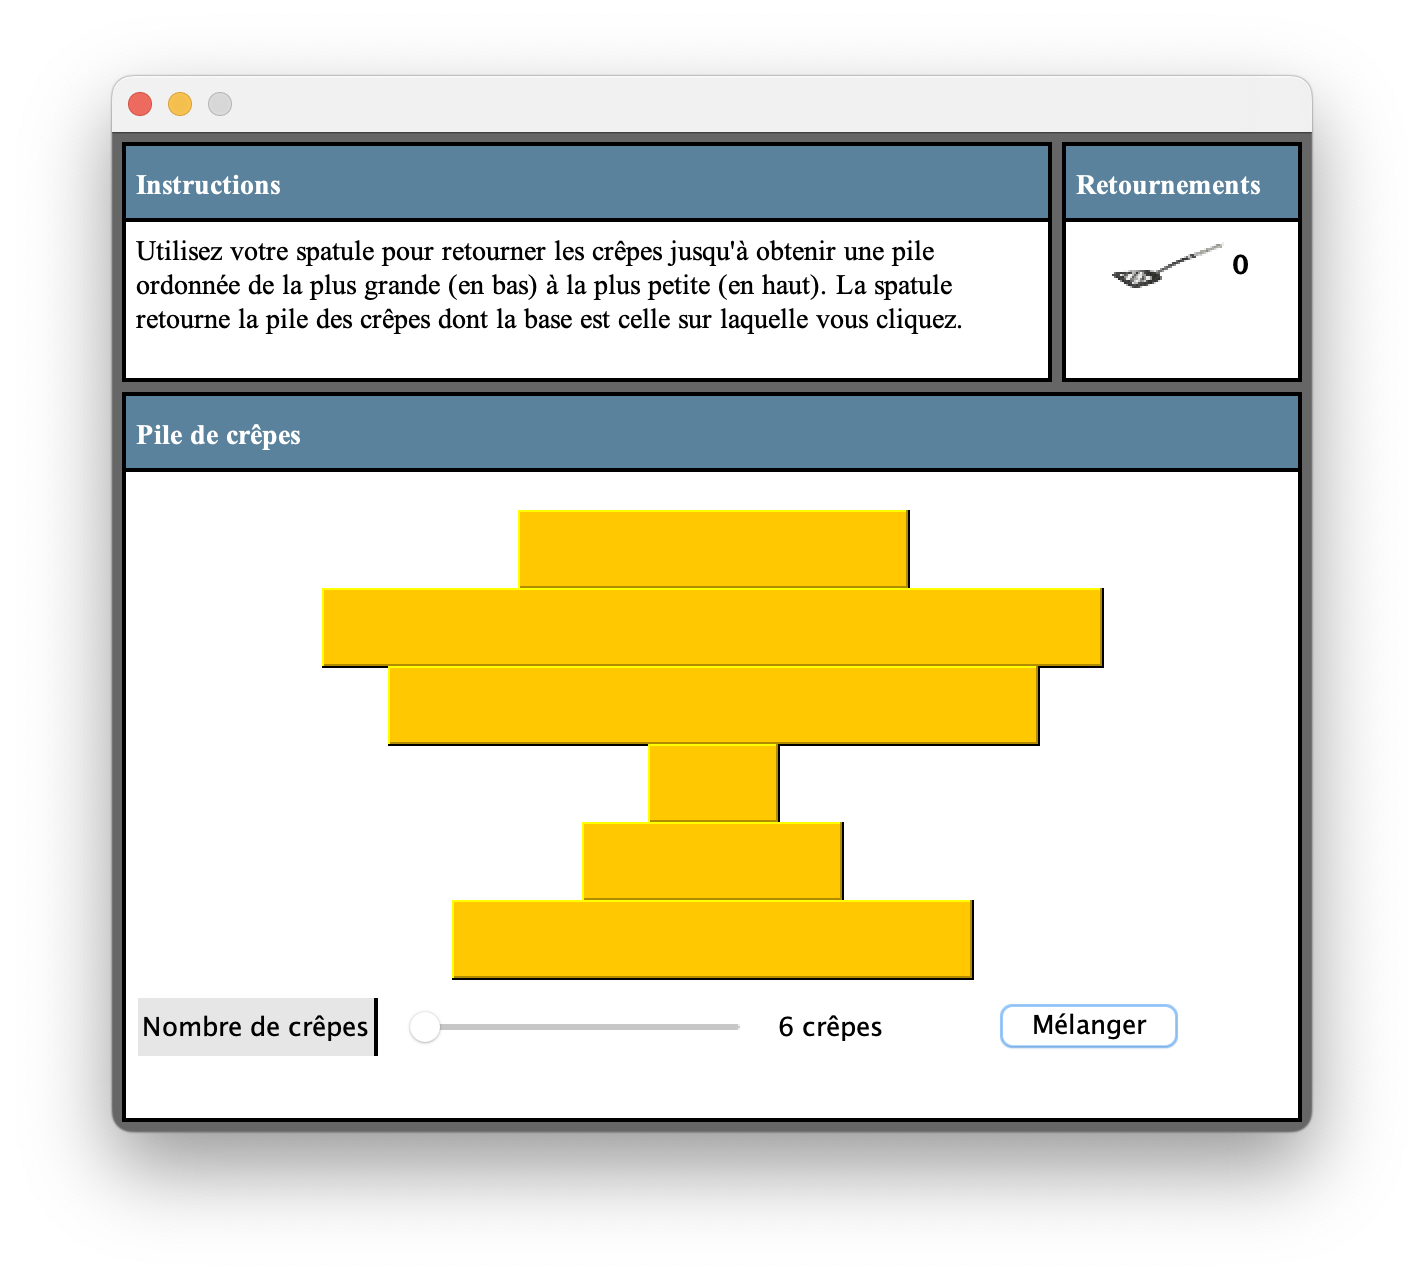 Instructions
Utilisez votre spatule pour retourner les crêpes jusqu'à obtenir une pile
ordonnée de la plus grande (en bas) à la plus petite (en haut). La spatule
retourne la pile des crêpes dont la base est celle sur laquelle vous cliquez.
Retournements
0
Pile de crêpes
Nombre de crêpes
6 crêpes
Mélanger